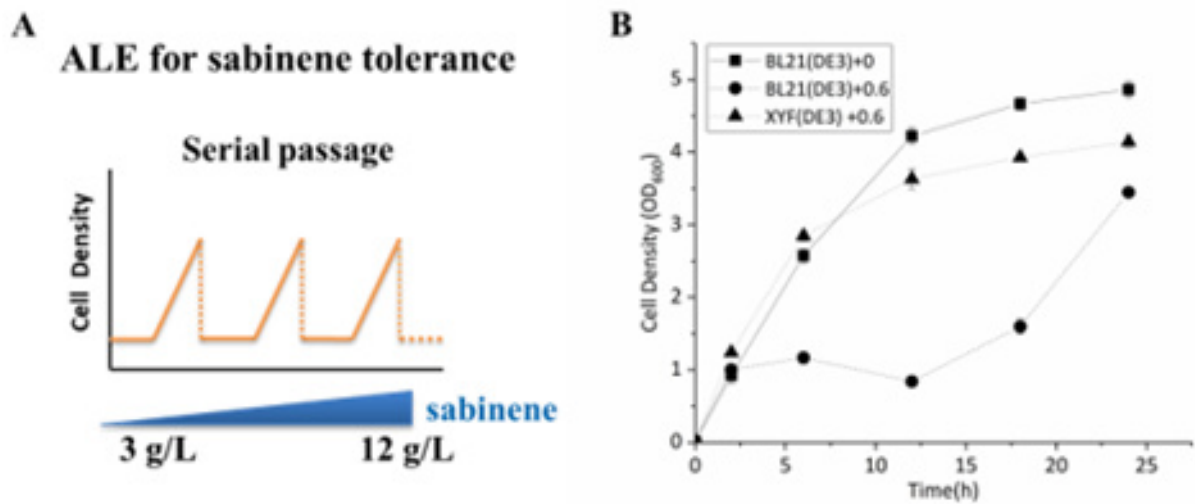 A
ALE for sabinene tolerance
Serial passage
Cell Density
sabinene
3 g/L
12 g/L
B
BL21(DE3)+0
BL21(DE3)+0.6
XYF(DE3) +0.6
Cell Density (OD600)
5
4
3
2
1
0
0
5
10
15
20
25
Time(h)